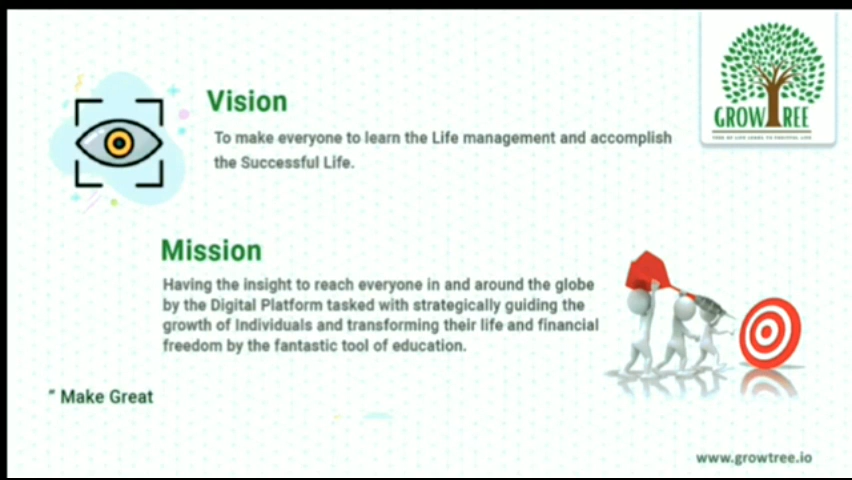 Vision
To make everyone to learn the Life management and accomplish
the Successful Life.
GROWTREE
Mission
Having the insight to reach everyone in and around the globe
by the Digital Platform tasked with strategically guiding the
growth of Individuals and transforming their life and financial
freedom by the fantastic tool of education.
“ Make Great
www.growtree.io